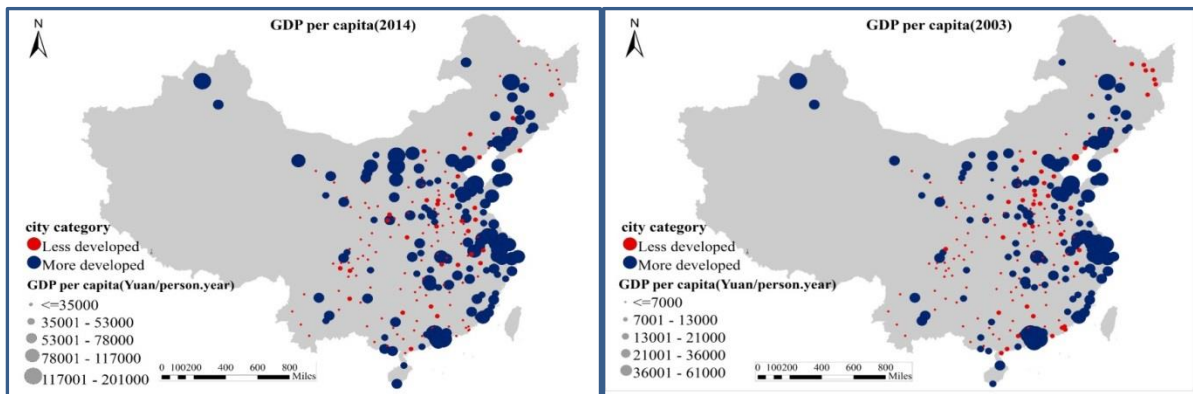 GDP per capita(2014)
N
city category
Less developed
More developed
GDP per capita(Yuan/person.year)
<=35000
35001 - 53000
53001 - 78000
78001 - 117000
117001 - 201000
0 100200 400 600 800
Miles
GDP per capita(2003)
N
city category
Less developed
More developed
GDP per capita(Yuan/person.year)
<=7000
7001 - 13000
13001 - 21000
21001 - 36000
36001 - 61000
0 100200 400 600 800
Miles